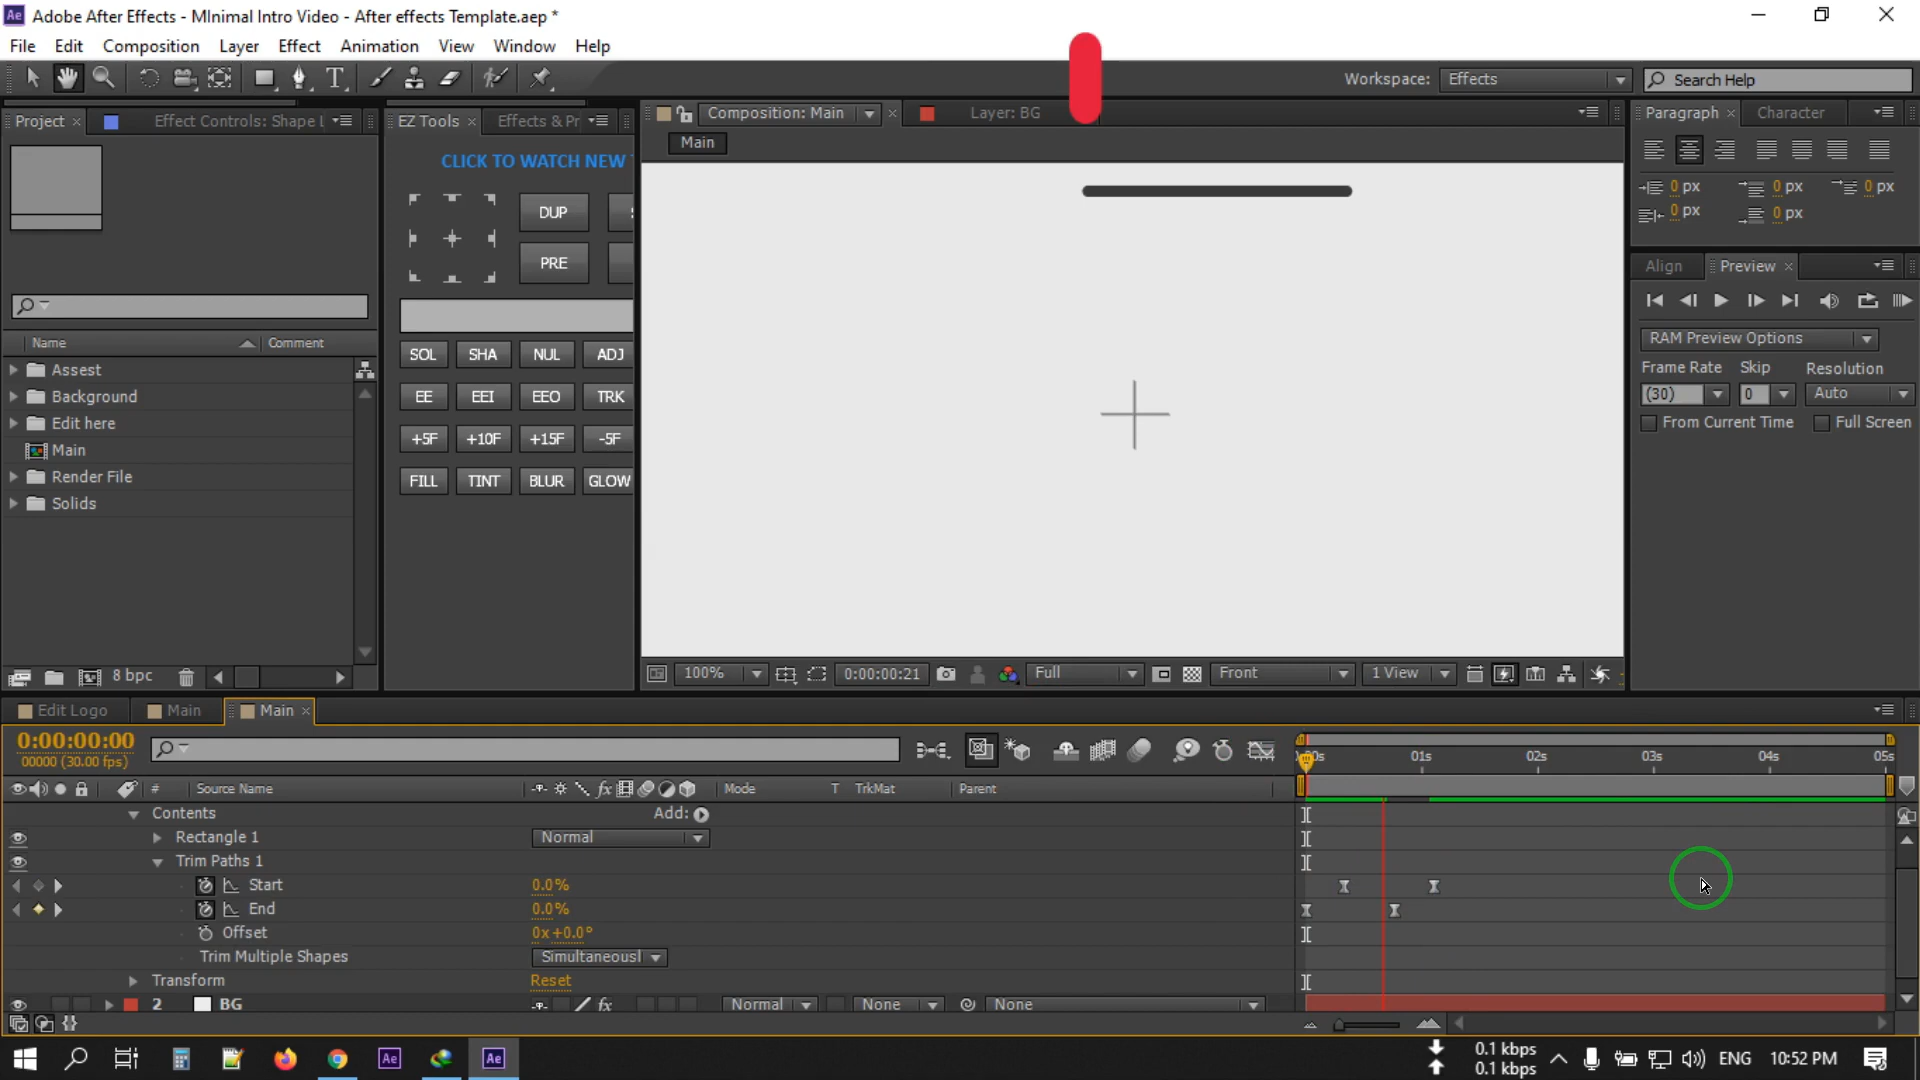 Adobe After Effects - MInimal Intro Video - After effects Template.aep *
File Edit Composition Layer Effect Animation View Window Help
Workspace: Effects Search Help
Project Effect Controls: Shape L EZ Tools Effects & Pr Composition: Main Layer: BG Paragraph Character
Main
CLICK TO WATCH NEW
0 px 0 px 0 px
0 px 0 px
DUP
PRE
Align Preview
RAM Preview Options
Frame Rate Skip Resolution
(30) 0 Auto
From Current Time Full Screen
Name Comment
Assest
Background
Edit here
Main
Render File
Solids
SOL SHA NUL ADJ
EE EEI EEO TRK
+5F +10F +15F -5F
FILL TINT BLUR GLOW
8 bpc
100% 0:00:00:21 Full Front 1 View
Edit Logo Main Main
0:00:00:00
00000 (30.00 fps)
01s 02s 03s 04s 05s
# Source Name fx Mode T TrkMat Parent
Contents Add:
Rectangle 1 Normal
Trim Paths 1
Start 0.0%
End 0.0%
Offset 0x+0.0°
Trim Multiple Shapes Simultaneousl
Transform Reset
2 BG fx Normal None None
0.1 kbps
0.1 kbps
ENG 10:52 PM